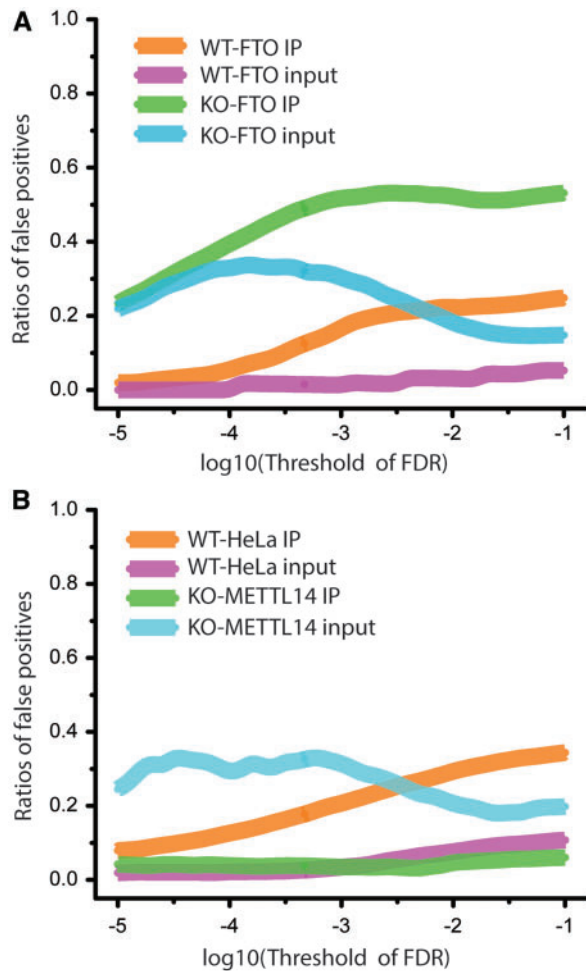 A
1.0
0.8
0.6
0.4
0.2
0.0
Ratios of false positives
WT-FTO IP
WT-FTO input
KO-FTO IP
KO-FTO input
-5 -4 -3 -2 -1
log10(Threshold of FDR)
B
1.0
0.8
0.6
0.4
0.2
0.0
Ratios of false positives
WT-HeLa IP
WT-HeLa input
KO-METTL14 IP
KO-METTL14 input
-5 -4 -3 -2 -1
log10(Threshold of FDR)